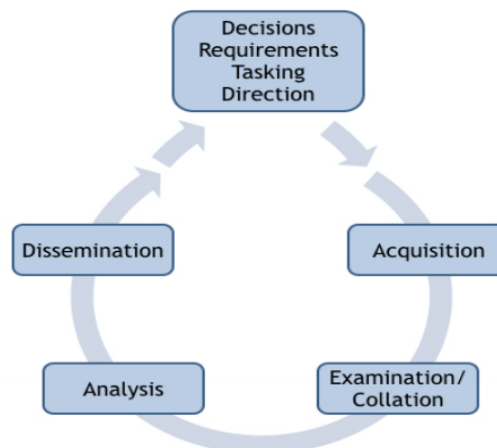 Decisions
Requirements
Tasking
Direction
Acquisition
Examination/
Collation
Analysis
Dissemination